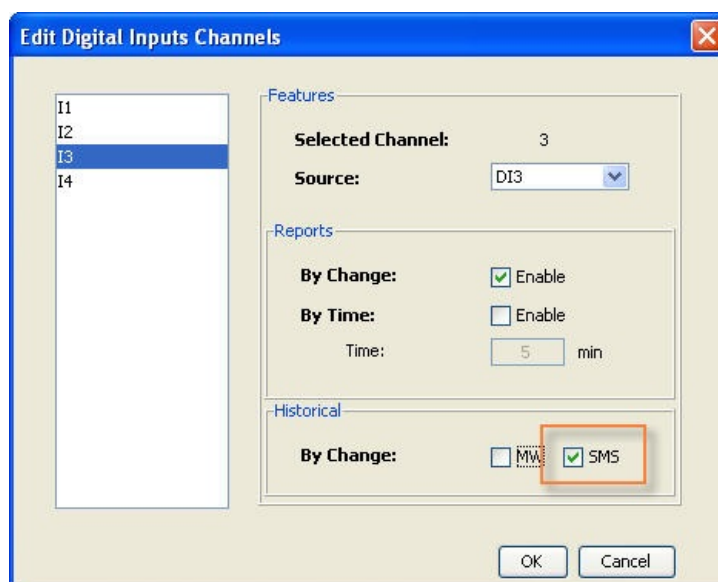 Edit Digital Inputs Channels
I1
I2
I3
I4
Features
Selected Channel: 3
Source: DI3
Reports
By Change: Enable
By Time: Enable
Time: 5 min
Historical
By Change: MW SMS
OK Cancel